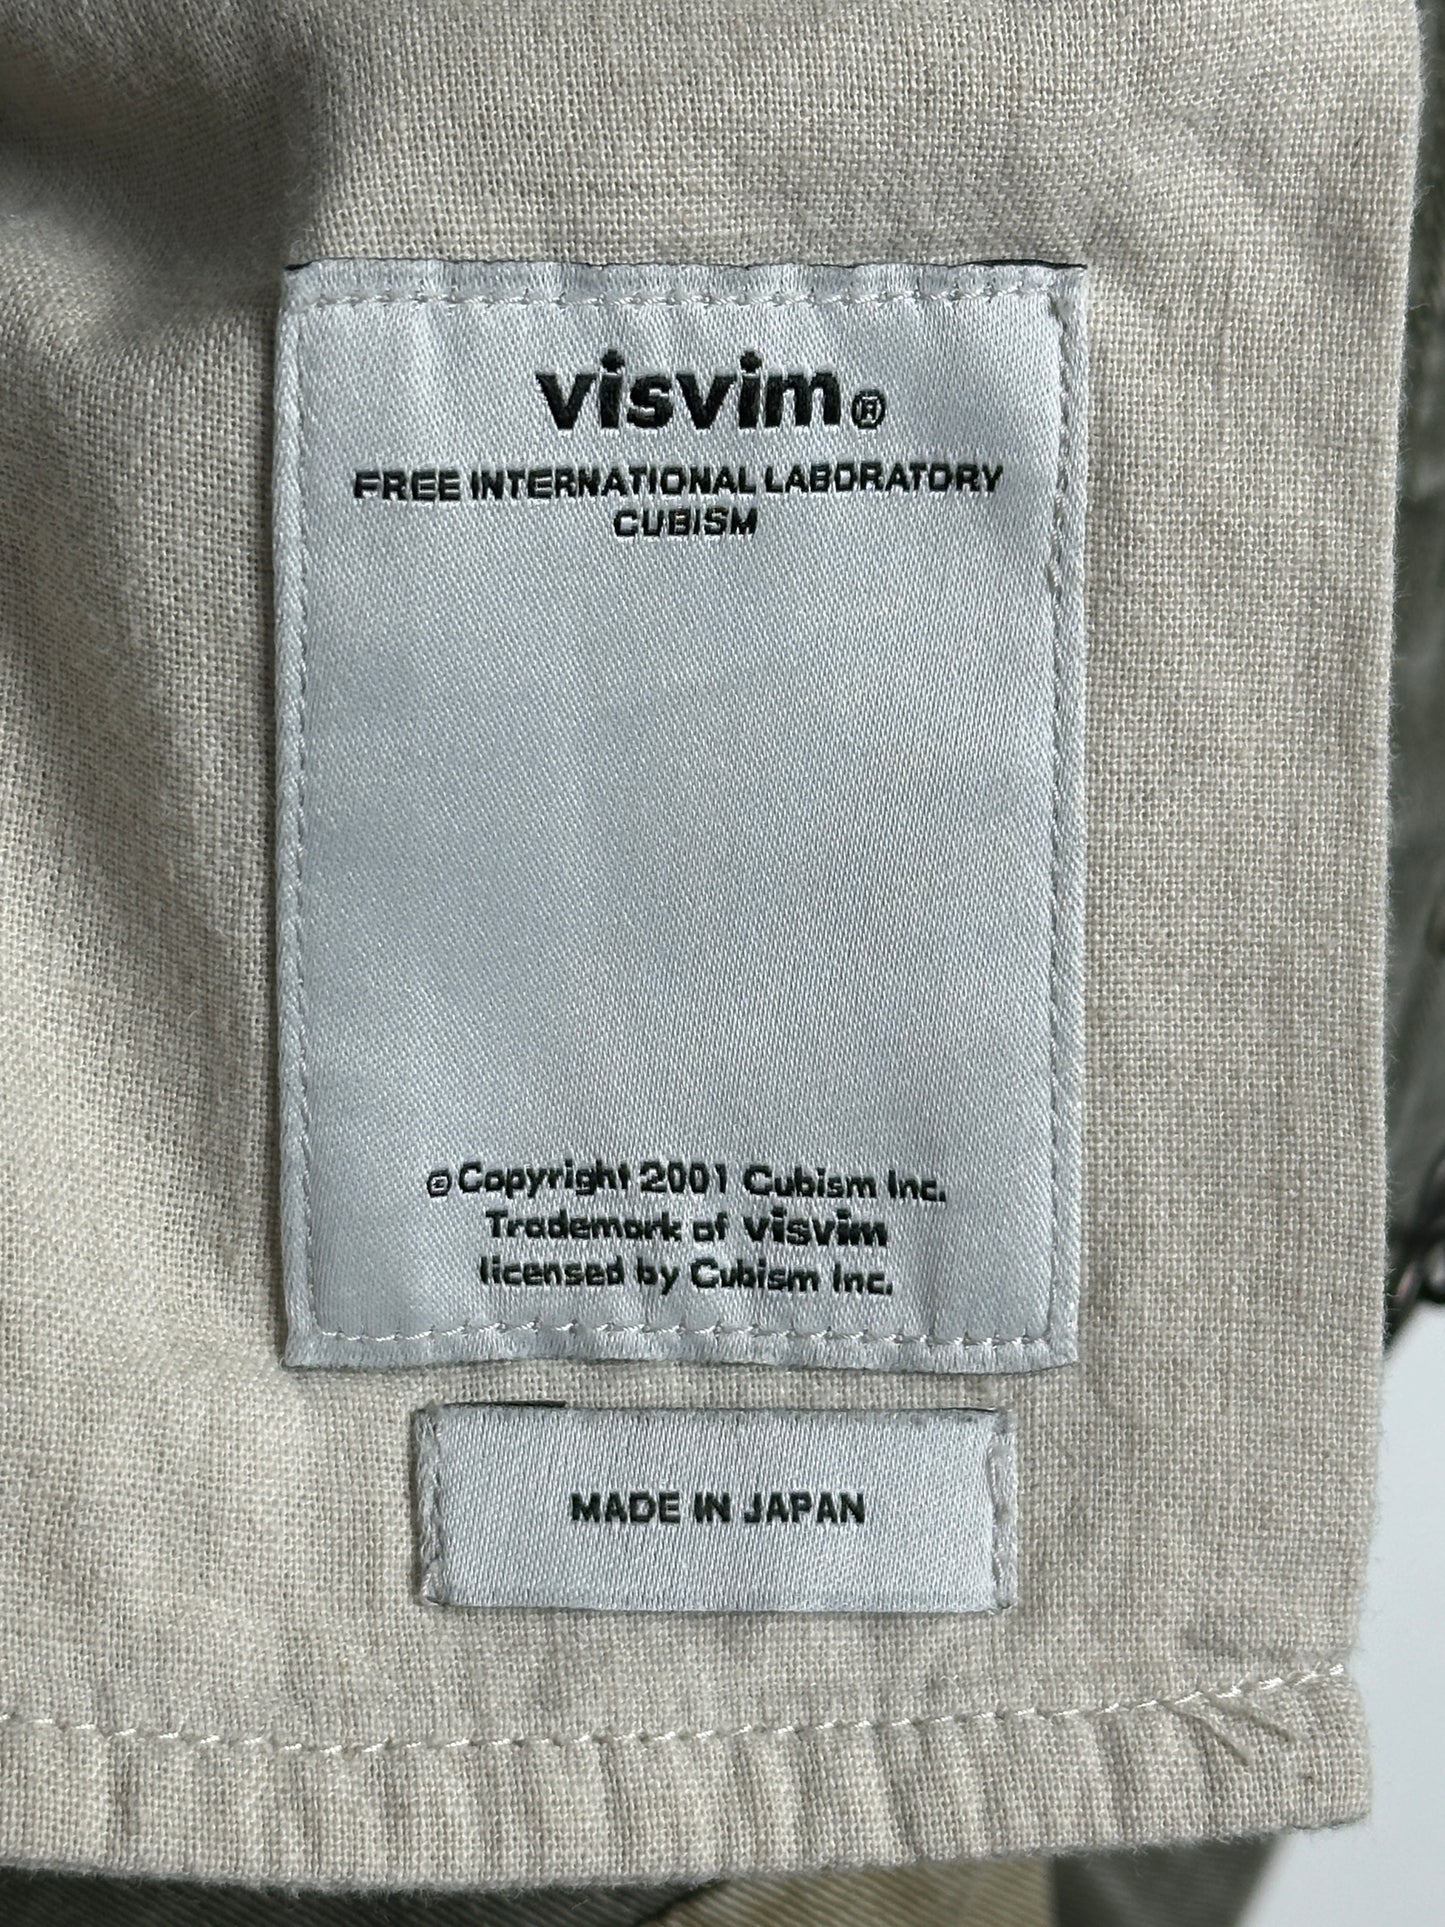 visvim®
FREE INTERNATIONAL LABORATORY
CUBISM
© Copyright 2001 Cubism Inc.
Trademark of visvim
licensed by Cubism Inc.
MADE IN JAPAN